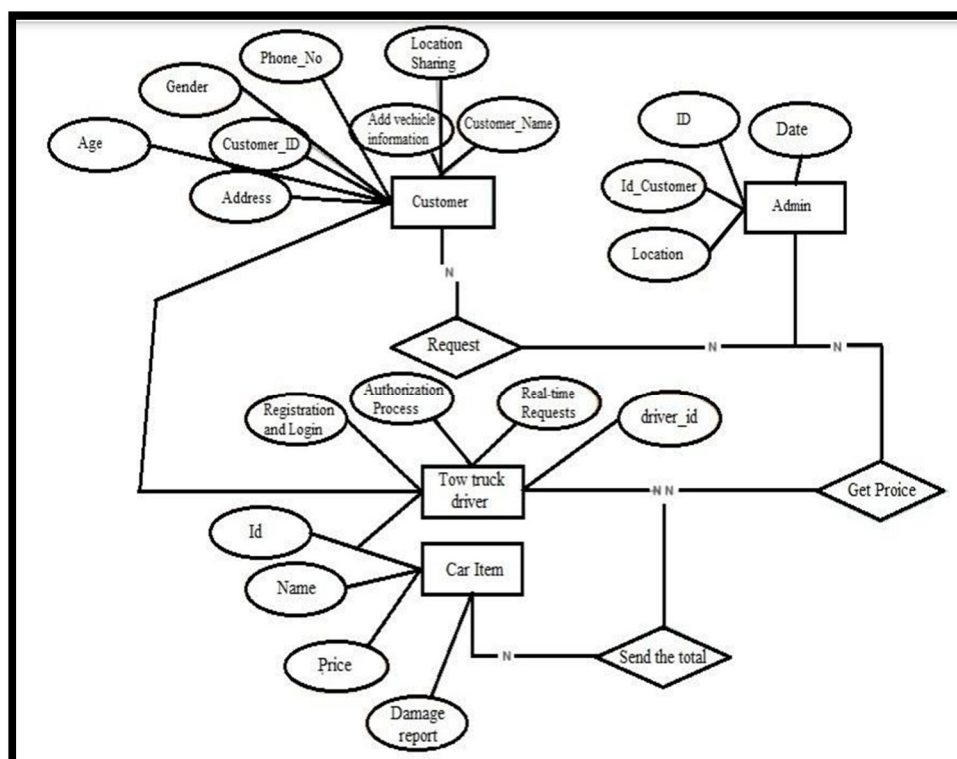 Phone_No
Location
Sharing
Gender
Add vechicle
information
Customer_Name
ID
Date
Age
Customer_ID
Address
Customer
Id_Customer
Admin
Location
N
Request
N
N
Registration
and Login
Authorization
Process
Real-time
Requests
driver_id
Tow truck
driver
N N
Get Proice
Id
Car Item
Name
Price
N
Send the total
Damage
report